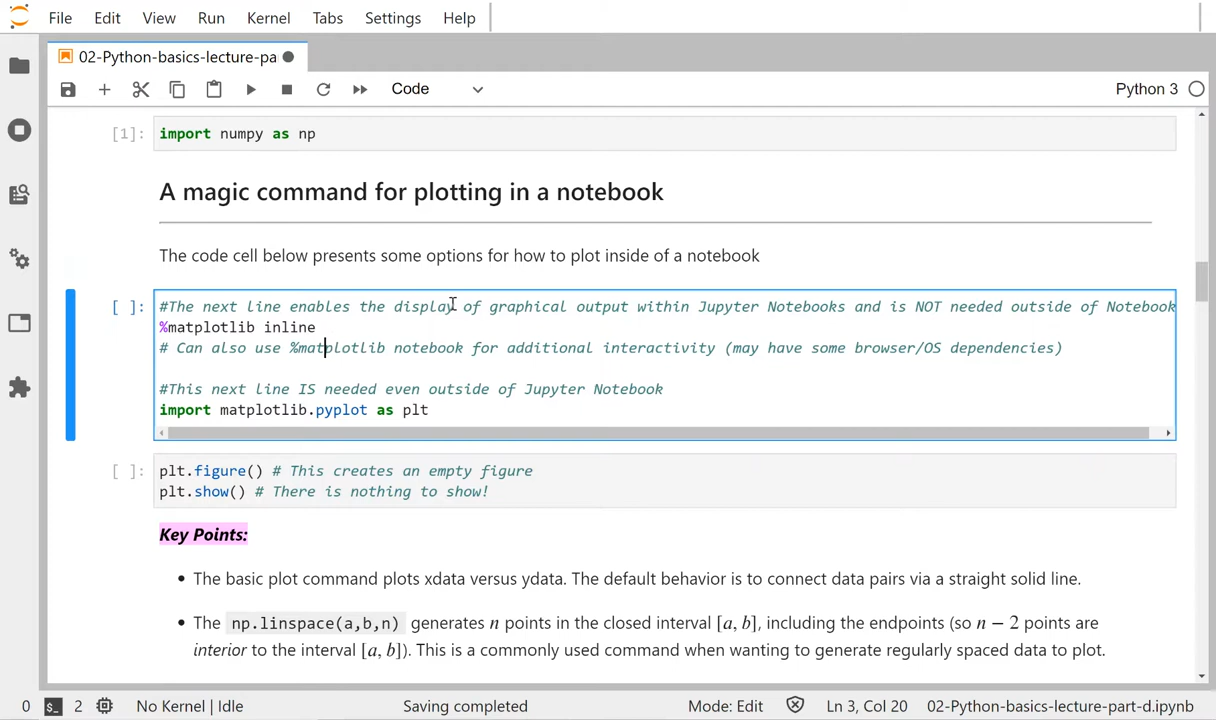 File Edit View Run Kernel Tabs Settings Help
02-Python-basics-lecture-pa
Code
Python 3
[1]: import numpy as np
A magic command for plotting in a notebook
The code cell below presents some options for how to plot inside of a notebook
[ ]: #The next line enables the display of graphical output within Jupyter Notebooks and is NOT needed outside of Notebook
%matplotlib inline
# Can also use %matplotlib notebook for additional interactivity (may have some browser/OS dependencies)
#This next line IS needed even outside of Jupyter Notebook
import matplotlib.pyplot as plt
[ ]: plt.figure() # This creates an empty figure
plt.show() # There is nothing to show!
Key Points:
• The basic plot command plots xdata versus ydata. The default behavior is to connect data pairs via a straight solid line.
• The np.linspace(a,b,n) generates n points in the closed interval [a, b], including the endpoints (so n − 2 points are
interior to the interval [a, b]). This is a commonly used command when wanting to generate regularly spaced data to plot.
0 $_ 2 No Kernel | Idle Saving completed Mode: Edit Ln 3, Col 20 02-Python-basics-lecture-part-d.ipynb